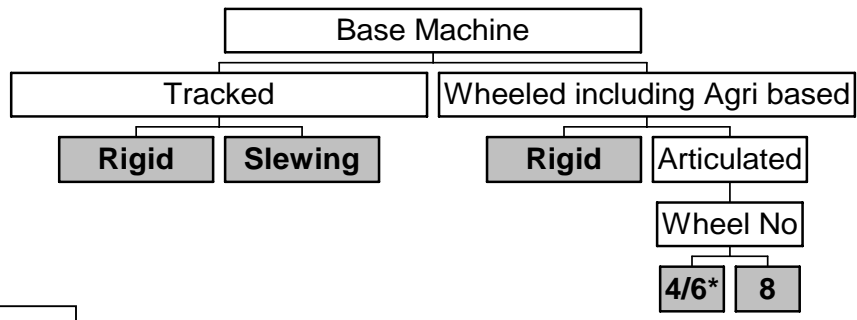 Base Machine
Tracked
Wheeled including Agri based
Rigid
Slewing
Rigid
Articulated
Wheel No
4/6*
8